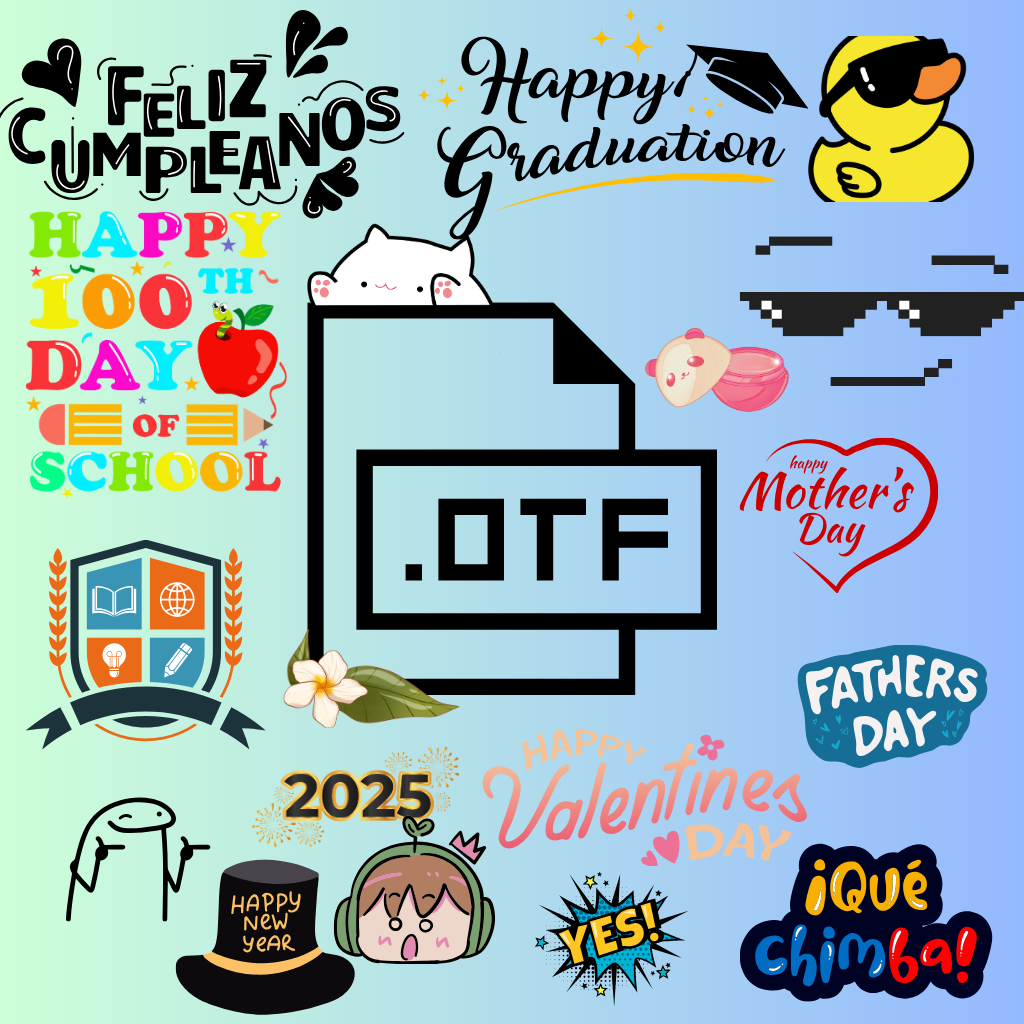 FELIZ
CUMPLEANOS
Happy
Graduation
HAPPY
100TH
DAY
OF
SCHOOL
.OTF
happy
Mother's
Day
FATHERS
DAY
2025
HAPPY
Valentines
DAY
HAPPY
NEW
YEAR
YES!
¡QUé
chimba!